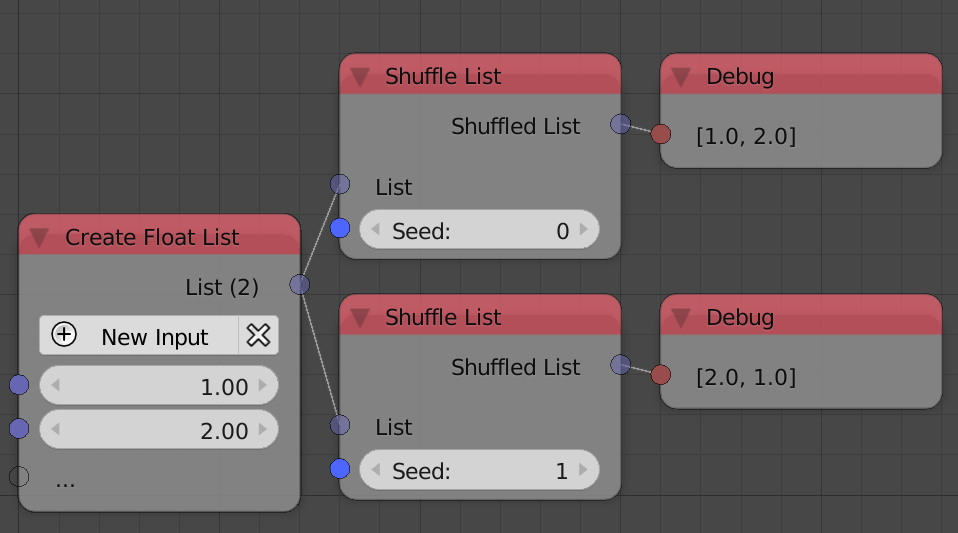 Create Float List
List (2)
New Input
1.00
2.00
...
Shuffle List
Shuffled List
List
Seed: 0
Debug
[1.0, 2.0]
Shuffle List
Shuffled List
List
Seed: 1
Debug
[2.0, 1.0]